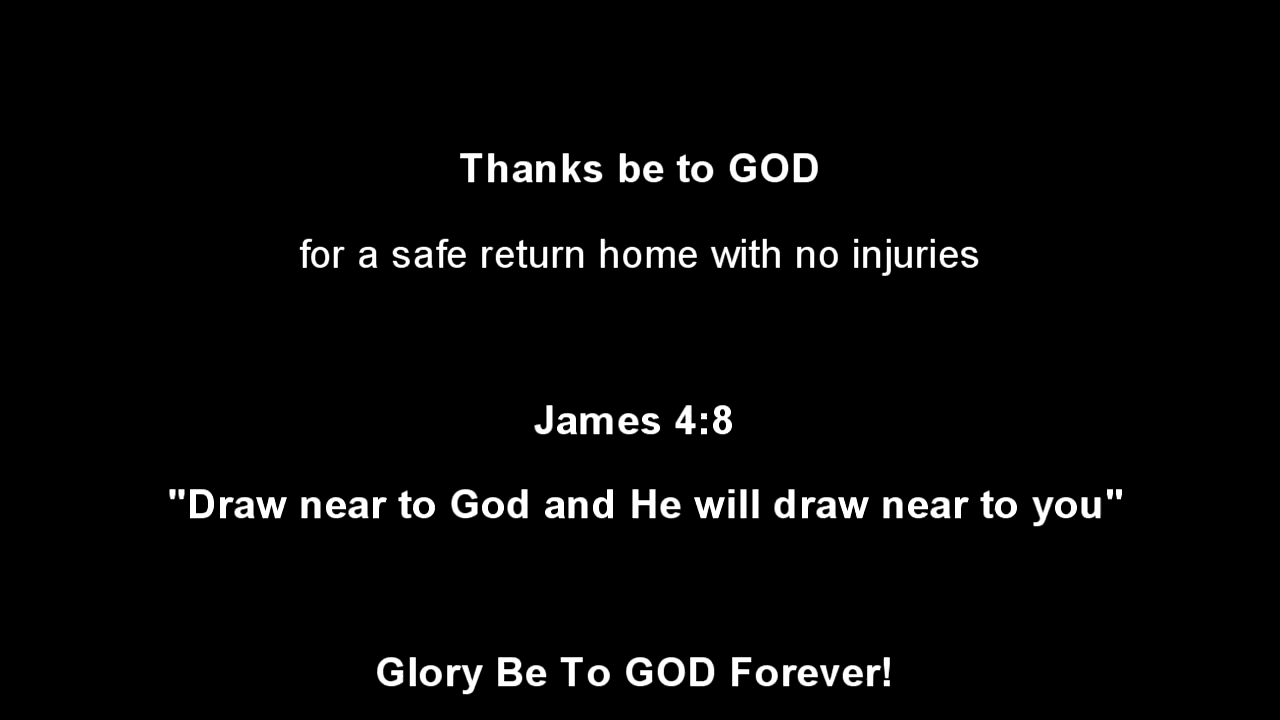 Thanks be to GOD
for a safe return home with no injuries
James 4:8
"Draw near to God and He will draw near to you"
Glory Be To GOD Forever!